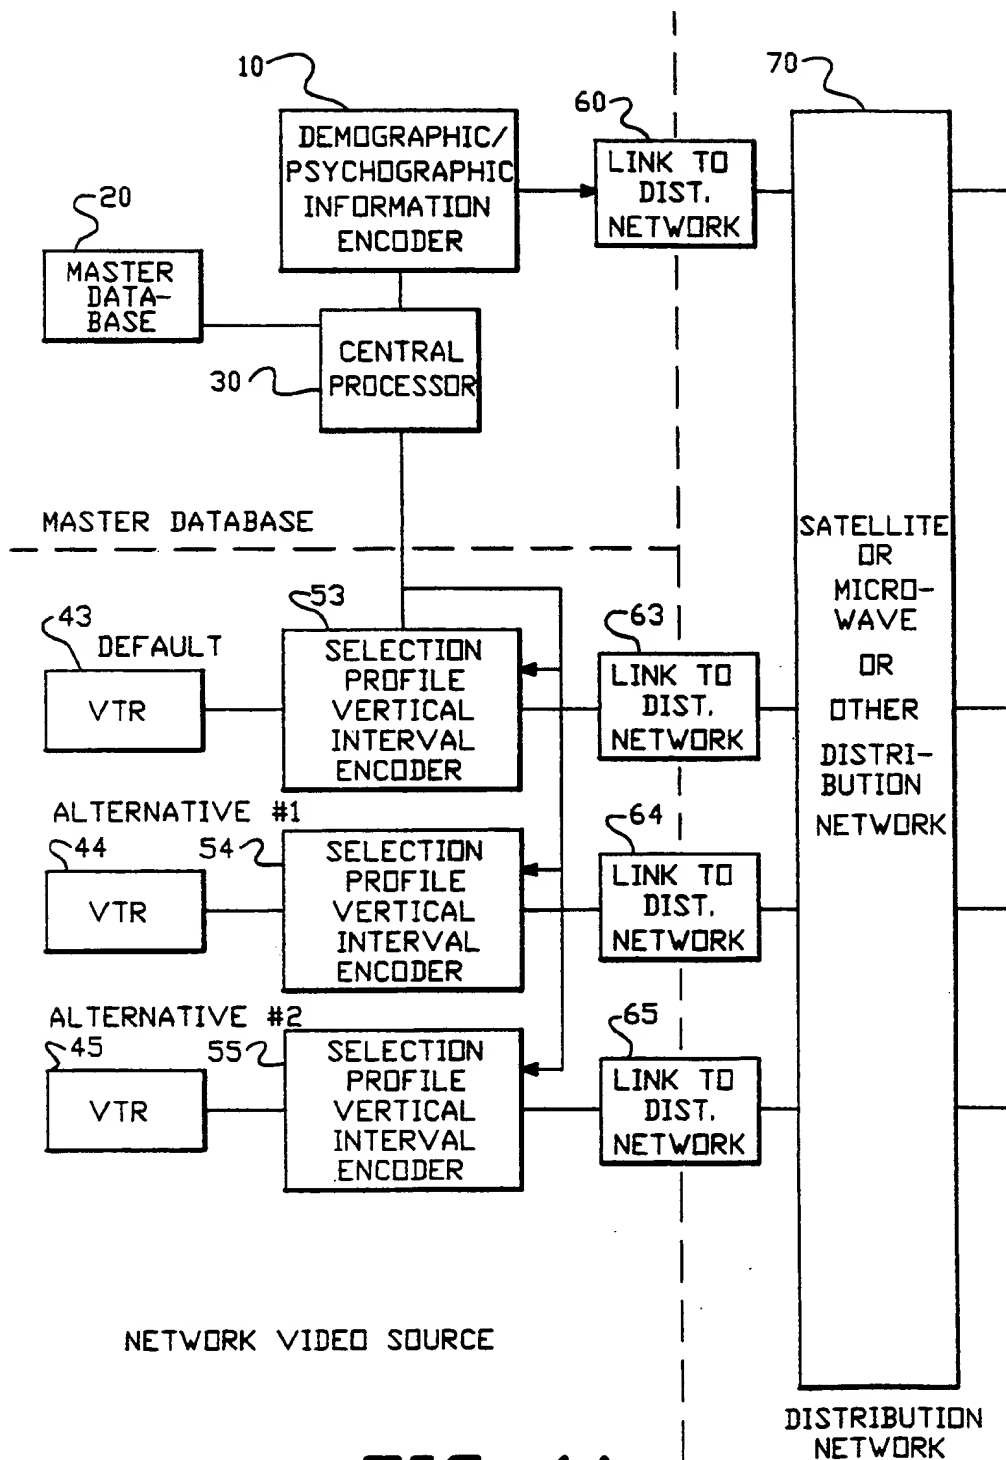 10
DEMOGRAPHIC/
PSYCHOGRAPHIC
INFORMATION
ENCODER
60
LINK TO
DIST.
NETWORK
70
20
MASTER
DATA-
BASE
30
CENTRAL
PROCESSOR
MASTER DATABASE
SATELLITE
OR
MICRO-
WAVE
OR
OTHER
DISTRI-
BUTION
NETWORK
43
DEFAULT
VTR
53
SELECTION
PROFILE
VERTICAL
INTERVAL
ENCODER
63
LINK TO
DIST.
NETWORK
ALTERNATIVE #1
44
VTR
54
SELECTION
PROFILE
VERTICAL
INTERVAL
ENCODER
64
LINK TO
DIST.
NETWORK
ALTERNATIVE #2
45
VTR
55
SELECTION
PROFILE
VERTICAL
INTERVAL
ENCODER
65
LINK TO
DIST.
NETWORK
NETWORK VIDEO SOURCE
DISTRIBUTION
NETWORK